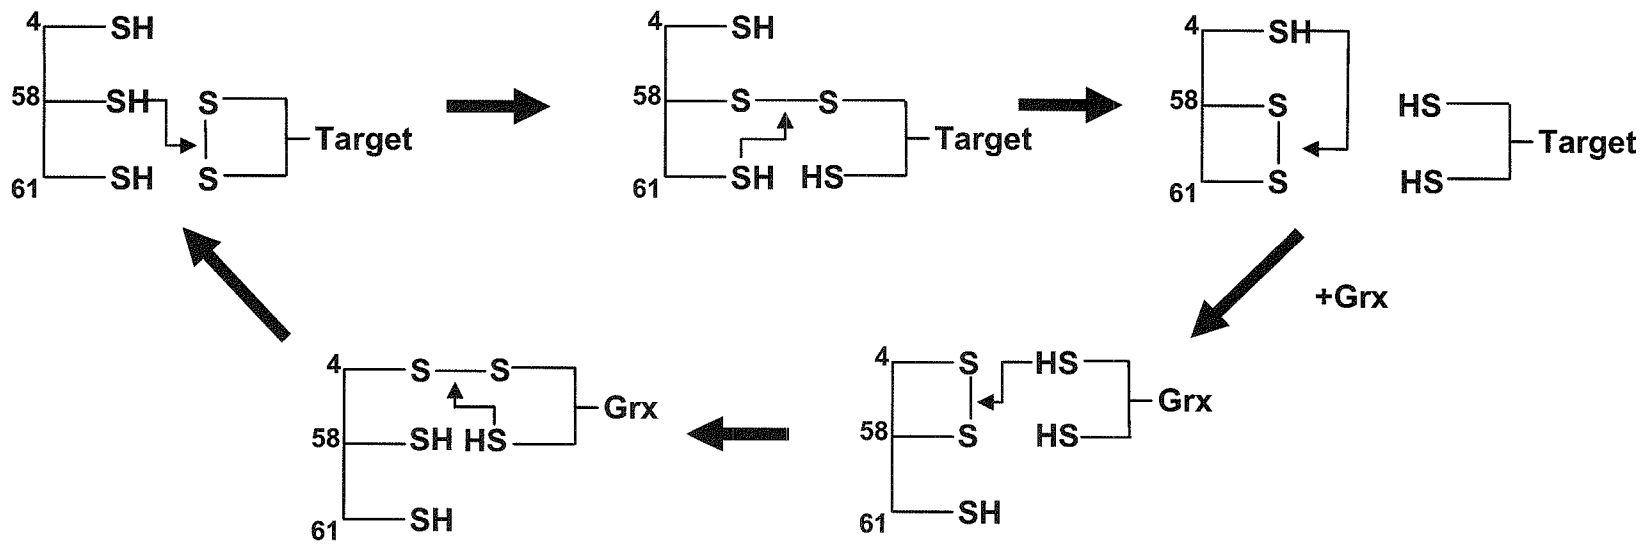 4 SH
58 SH S
S Target
61 SH
4 SH
58 S S
Target
61 SH HS
4 SH
58 S
S
61
HS
HS Target
+Grx
4 S S
Grx
58 SH HS
61 SH
4 S HS
Grx
58 S HS
61 SH